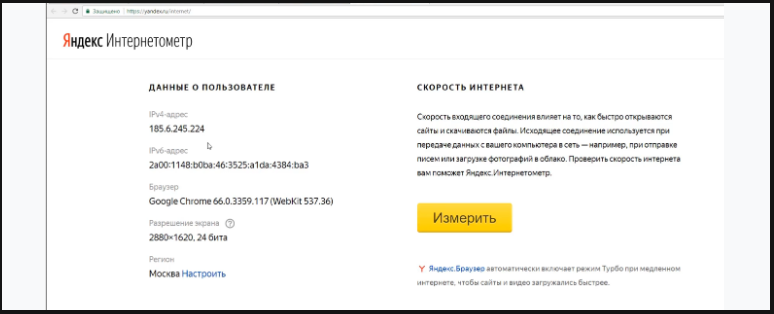 Защищено https://yandex.ru/internet/
Яндекс Интернетометр
ДАННЫЕ О ПОЛЬЗОВАТЕЛЕ
IPv4-адрес
185.6.245.224
IPv6-адрес
2a00:1148:b0ba:46:3525:a1da:4384:ba3
Браузер
Google Chrome 66.0.3359.117 (WebKit 537.36)
Разрешение экрана ?
2880×1620, 24 бита
Регион
Москва Настроить
СКОРОСТЬ ИНТЕРНЕТА
Скорость входящего соединения влияет на то, как быстро открываются
сайты и скачиваются файлы. Исходящее соединение используется при
передаче данных с вашего компьютера в сеть — например, при отправке
писем или загрузке фотографий в облако. Проверить скорость интернета
вам поможет Яндекс.Интернетометр.
Измерить
Яндекс.Браузер автоматически включает режим Турбо при медленном
интернете, чтобы сайты и видео загружались быстрее.